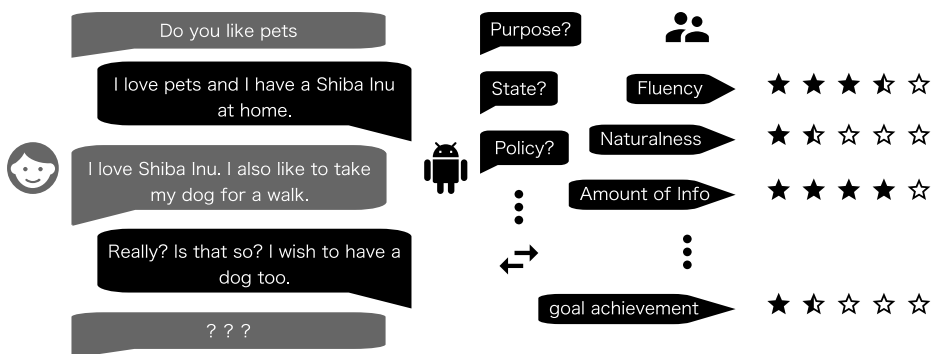 Do you like pets
I love pets and I have a Shiba Inu
at home.
I love Shiba Inu. I also like to take
my dog for a walk.
Really? Is that so? I wish to have a
dog too.
? ? ?
Purpose?
State?
Policy?
Fluency
Naturalness
Amount of Info
goal achievement